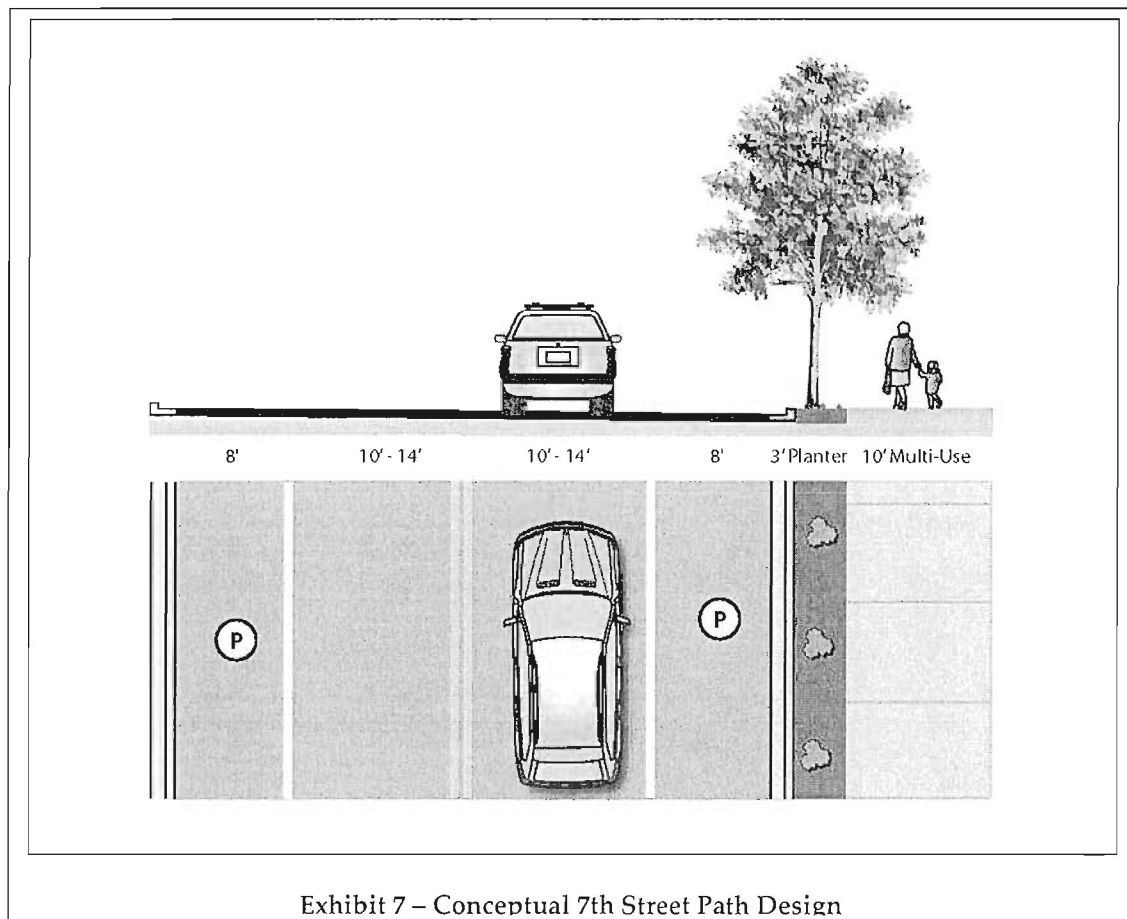 8' 10' - 14' 10' - 14' 8' 3' Planter 10' Multi-Use
P P
Exhibit 7 – Conceptual 7th Street Path Design